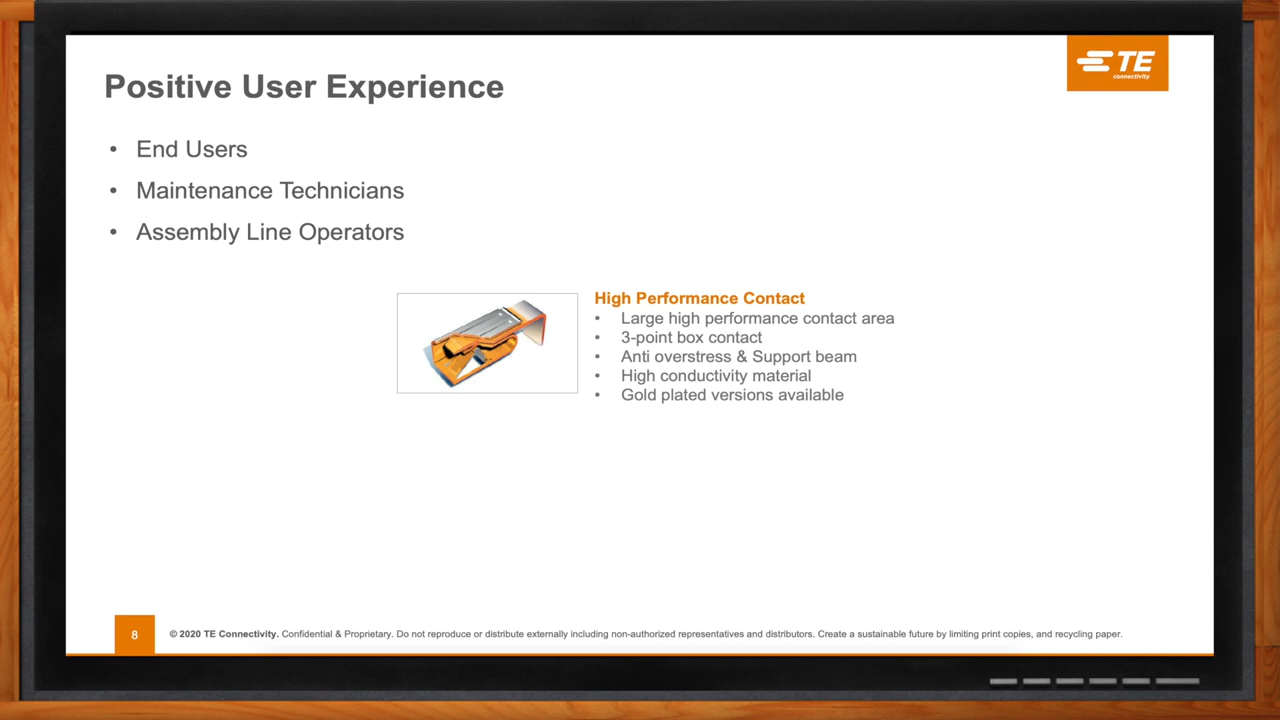 Positive User Experience
TE
connectivity
• End Users
• Maintenance Technicians
• Assembly Line Operators
High Performance Contact
• Large high performance contact area
• 3-point box contact
• Anti overstress & Support beam
• High conductivity material
• Gold plated versions available
8
© 2020 TE Connectivity. Confidential & Proprietary. Do not reproduce or distribute externally including non-authorized representatives and distributors. Create a sustainable future by limiting print copies, and recycling paper.